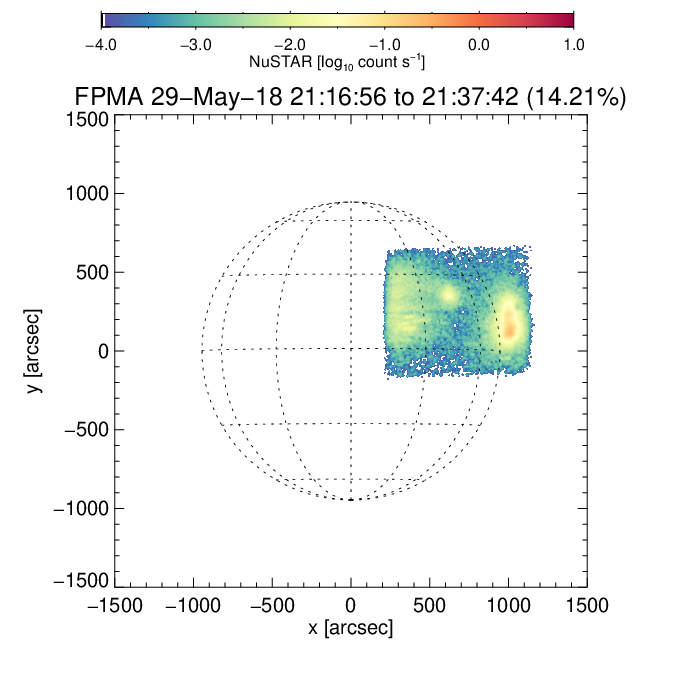 −4.0 −3.0 −2.0 −1.0 0.0 1.0
NuSTAR [log₁₀ count s⁻¹]
FPMA 29−May−18 21:16:56 to 21:37:42 (14.21%)
1500
1000
500
0
−500
−1000
−1500
y [arcsec]
−1500 −1000 −500 0 500 1000 1500
x [arcsec]